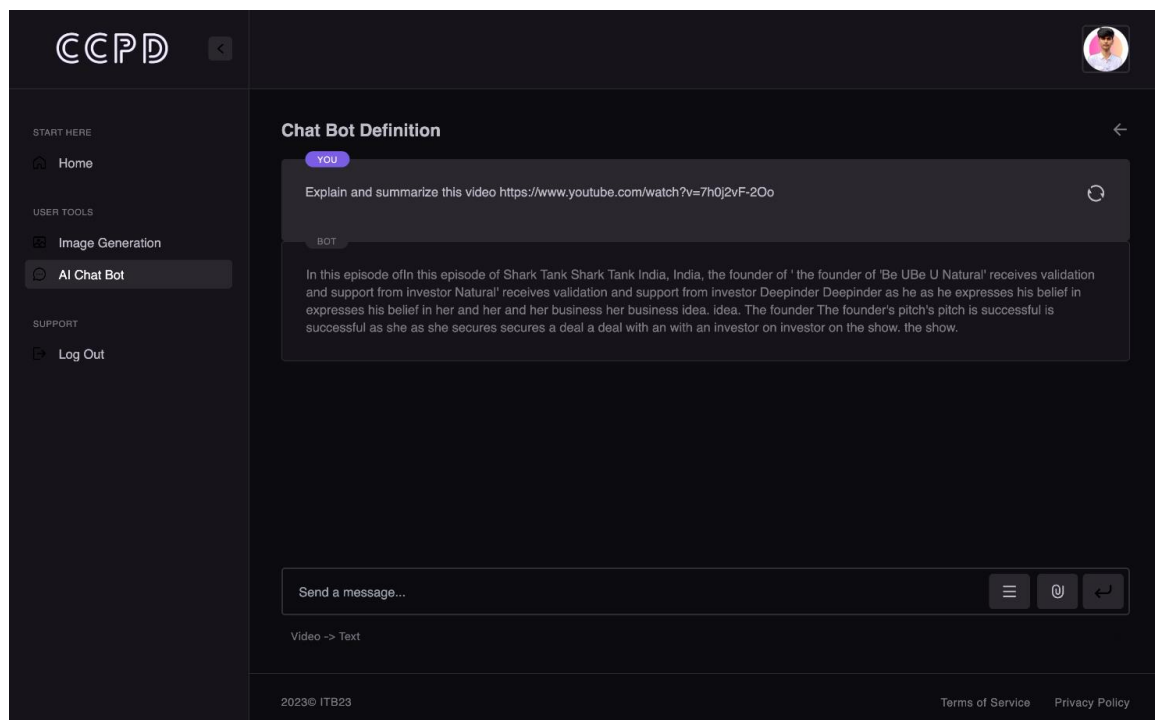 CCPD
START HERE
Home
USER TOOLS
Image Generation
AI Chat Bot
SUPPORT
Log Out
Chat Bot Definition
YOU
Explain and summarize this video https://www.youtube.com/watch?v=7h0j2vF-2Oo
BOT
In this episode ofIn this episode of Shark Tank Shark Tank India, India, the founder of ' the founder of 'Be UBe U Natural' receives validation
and support from investor Natural' receives validation and support from investor Deepinder Deepinder as he as he expresses his belief in
expresses his belief in her and her and her business her business idea. idea. The founder The founder's pitch's pitch is successful is
successful as she as she secures secures a deal a deal with an with an investor on investor on the show. the show.
Send a message...
Video -> Text
2023© ITB23
Terms of Service
Privacy Policy